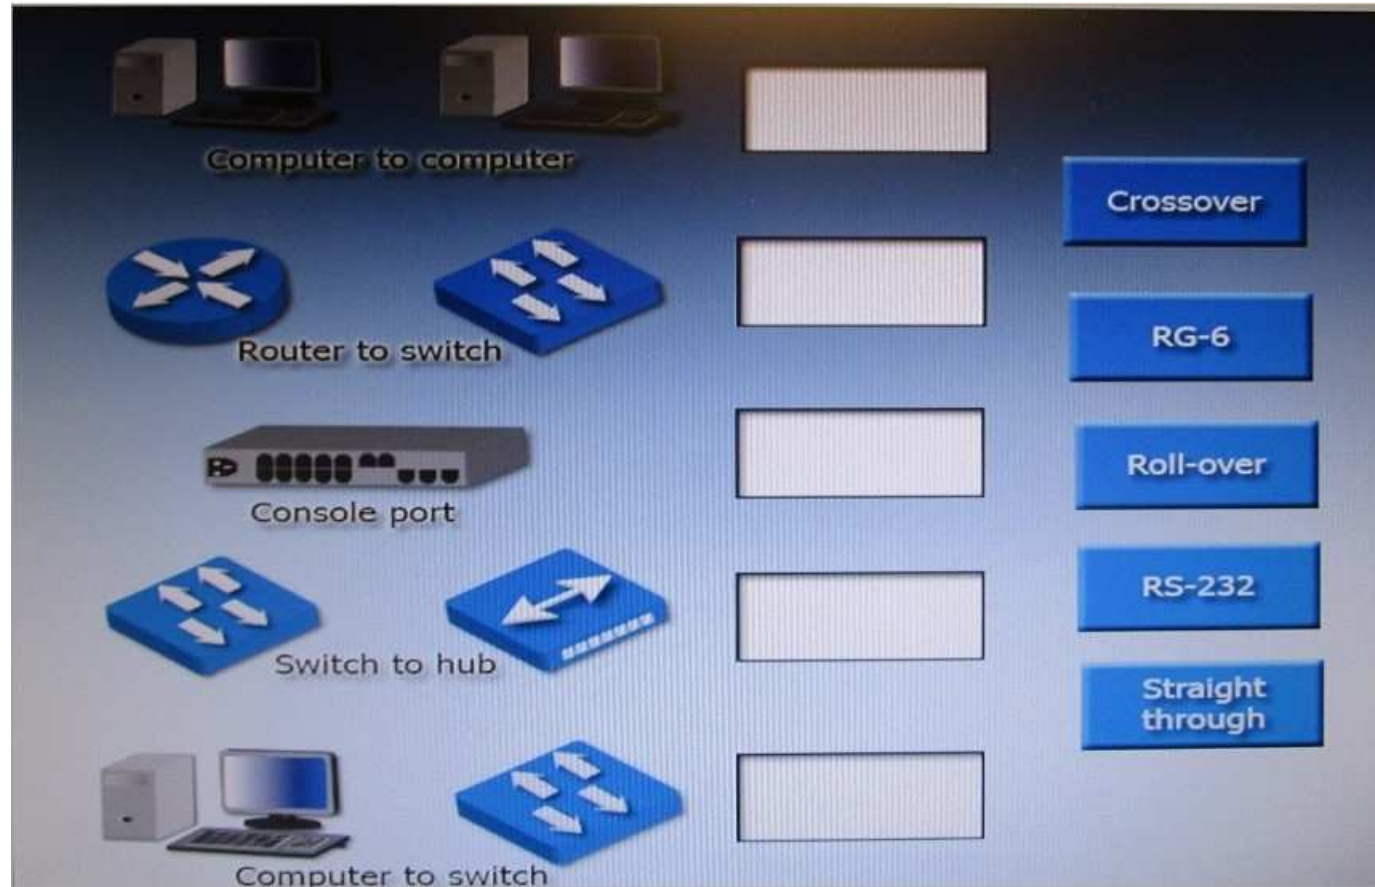 Computer to computer
Crossover
Router to switch
RG-6
Roll-over
Console port
RS-232
Switch to hub
Straight
through
Computer to switch